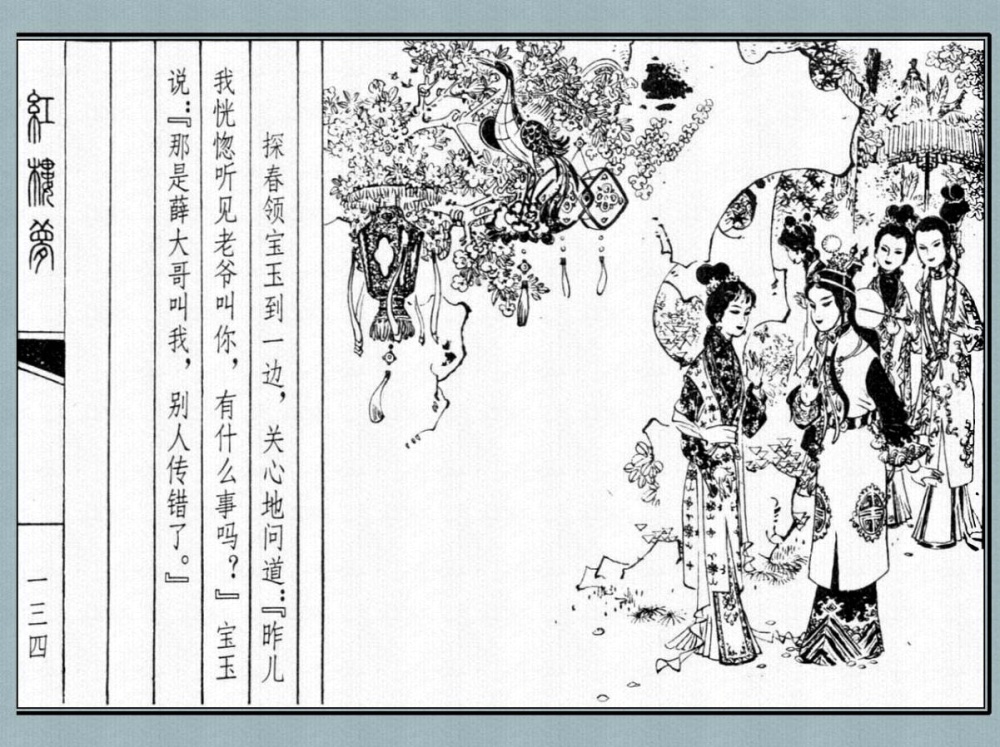 探春领宝玉到一边，关心地问道：『昨儿
我恍惚听见老爷叫你，有什么事吗？』宝玉
说：『那是薛大哥叫我，别人传错了。』
紅樓夢
一三四